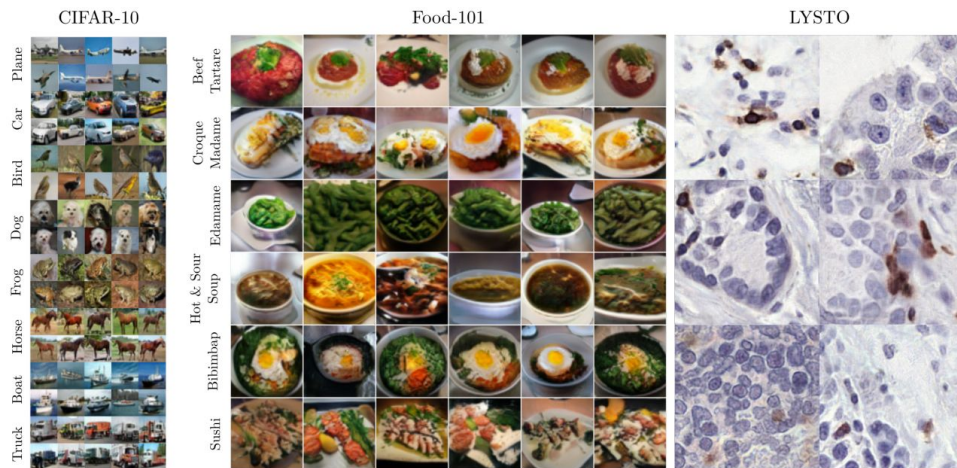 CIFAR-10
Food-101
LYSTO
Plane
Car
Bird
Dog
Frog
Horse
Boat
Truck
Beef
Tartare
Croque
Madame
Edamame
Hot & Sour
Soup
Bibimbap
Sushi